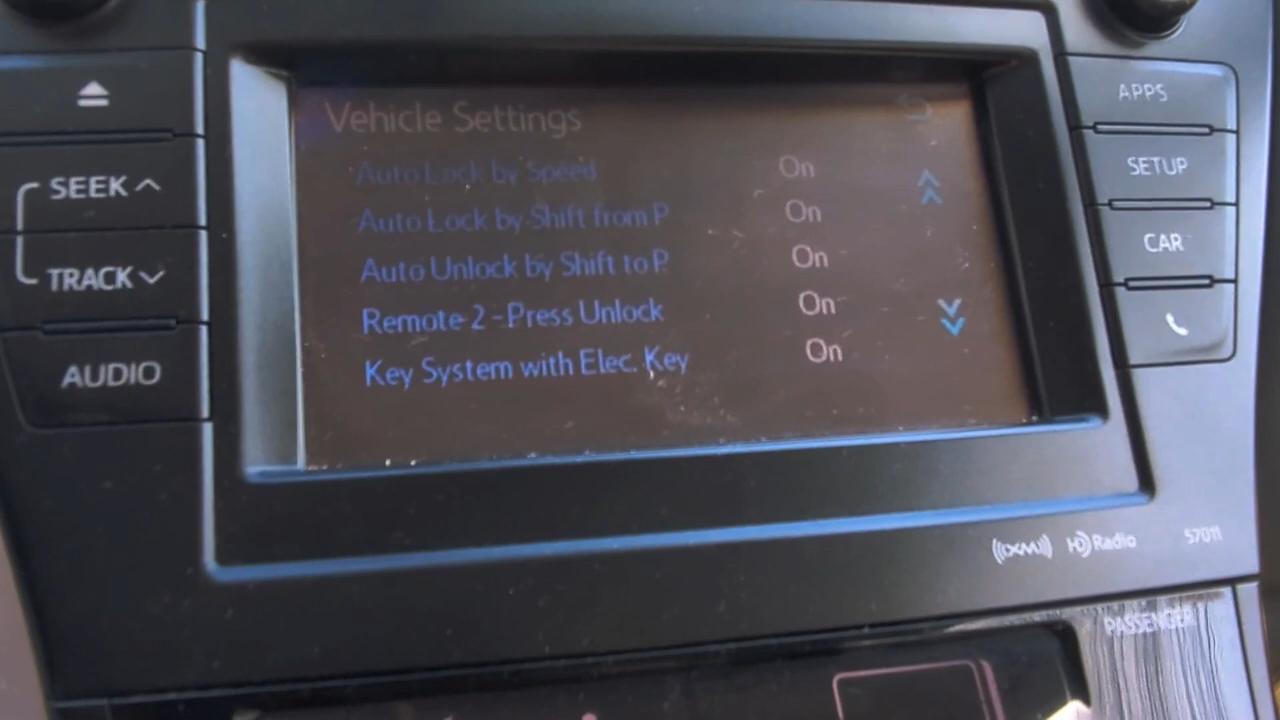 Vehicle Settings
Auto Lock by Speed On
Auto Lock by Shift from P On
Auto Unlock by Shift to P On
Remote 2-Press Unlock On
Key System with Elec. Key On
SEEK
TRACK
AUDIO
APPS
SETUP
CAR
((XM)) HD Radio 57011
PASSENGER